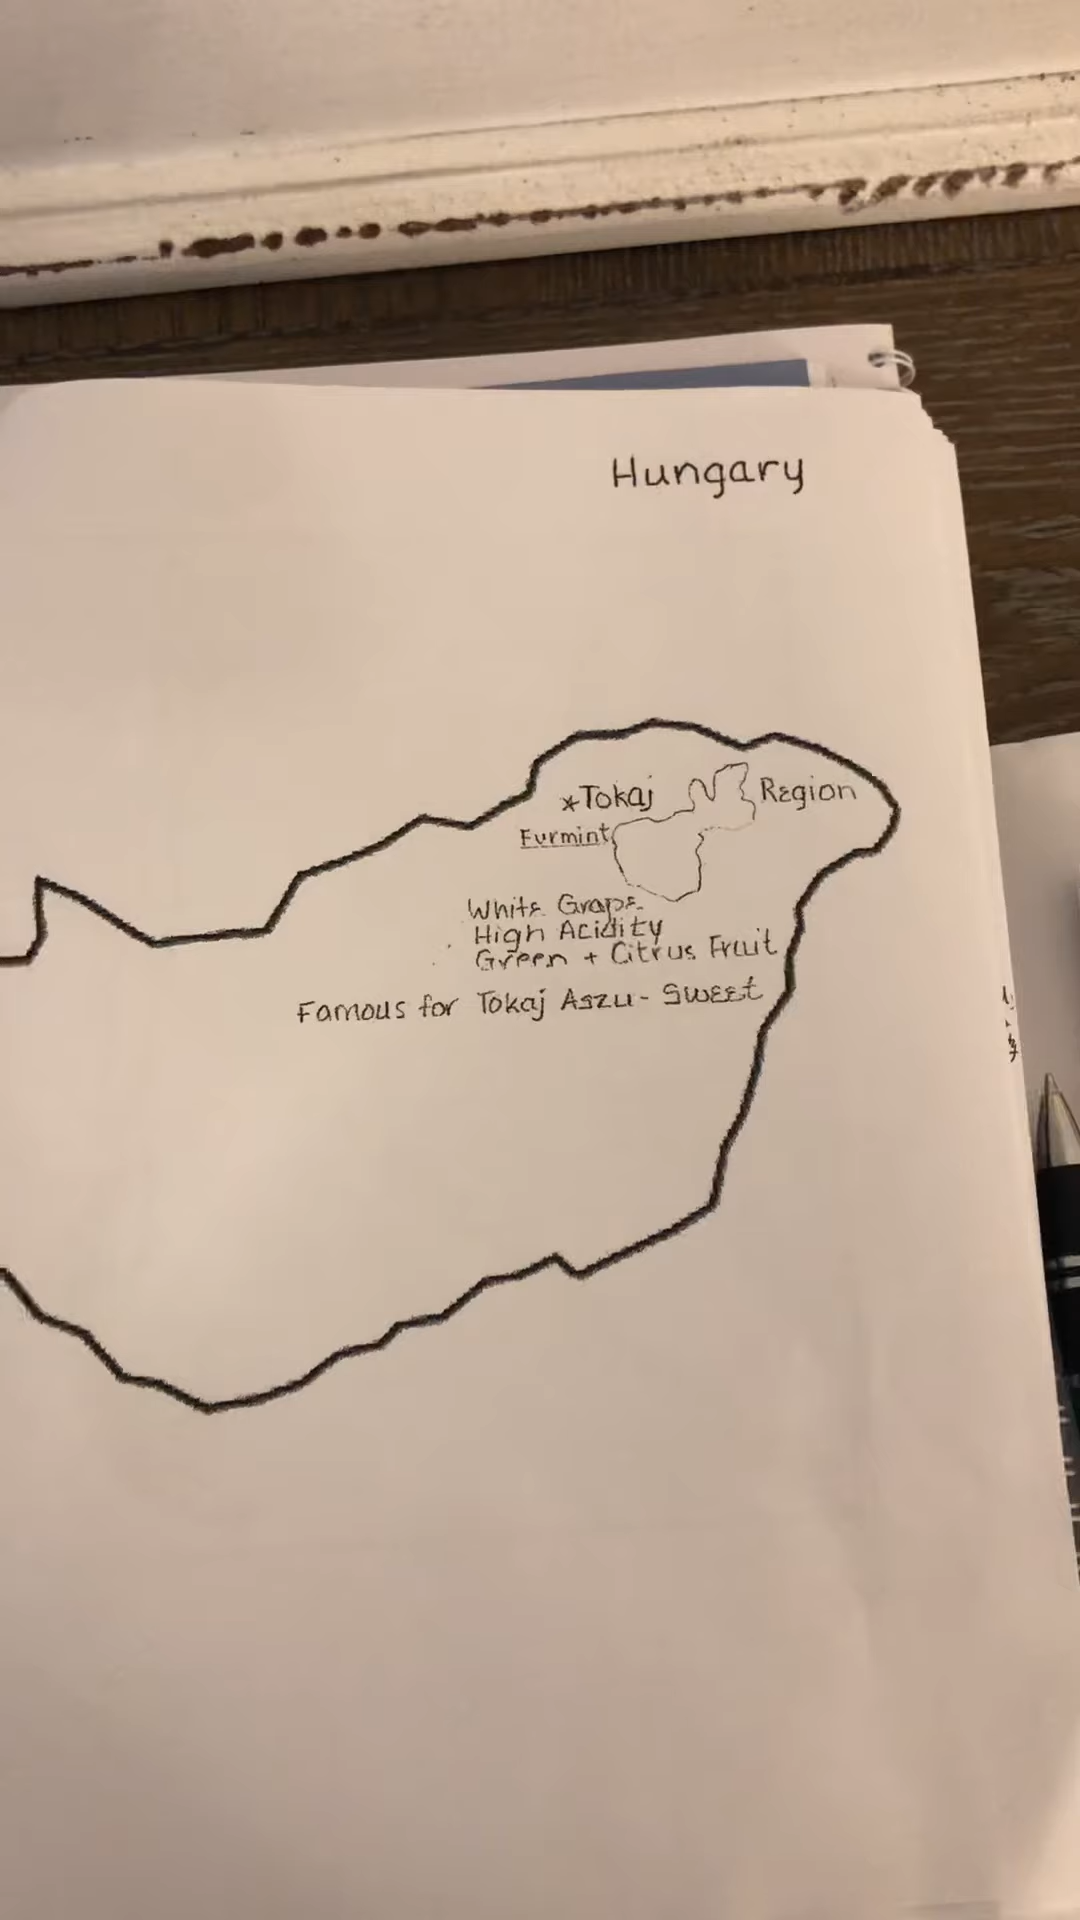 Hungary
*Tokaj Region
Furmint
White Grape
High Acidity
Green + Citrus Fruit
Famous for Tokaj Aszu - Sweet